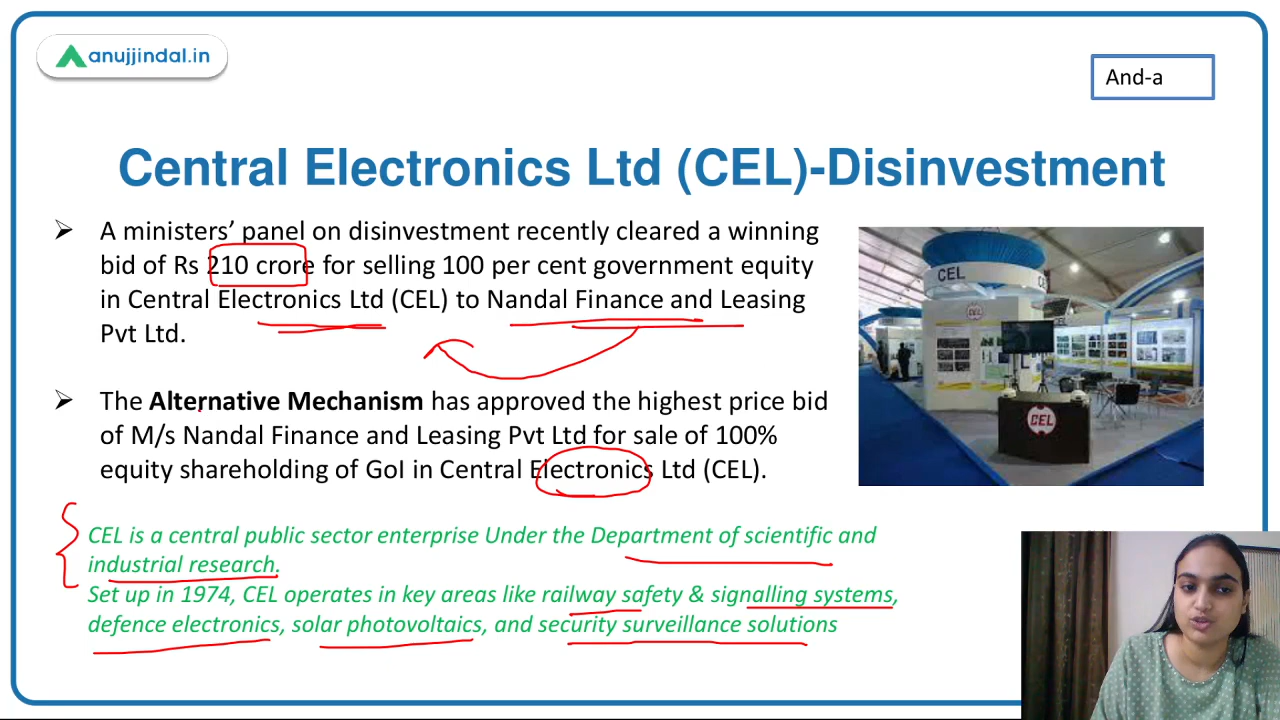 anujjindal.in
And-a
Central Electronics Ltd (CEL)-Disinvestment
A ministers’ panel on disinvestment recently cleared a winning
bid of Rs 210 crore for selling 100 per cent government equity
in Central Electronics Ltd (CEL) to Nandal Finance and Leasing
Pvt Ltd.
The Alternative Mechanism has approved the highest price bid
of M/s Nandal Finance and Leasing Pvt Ltd for sale of 100%
equity shareholding of GoI in Central Electronics Ltd (CEL).
CEL is a central public sector enterprise Under the Department of scientific and
industrial research.
Set up in 1974, CEL operates in key areas like railway safety & signalling systems,
defence electronics, solar photovoltaics, and security surveillance solutions
CEL
CEL